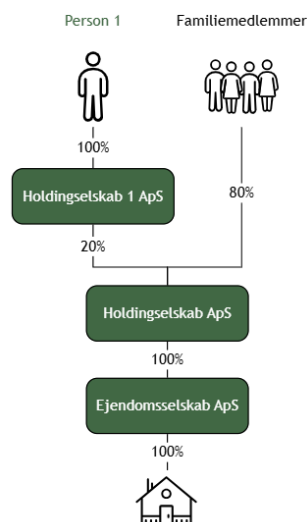 Person 1
Familiemedlemmer
100%
Holdingselskab 1 ApS
80%
20%
Holdingselskab ApS
100%
Ejendomsselskab ApS
100%